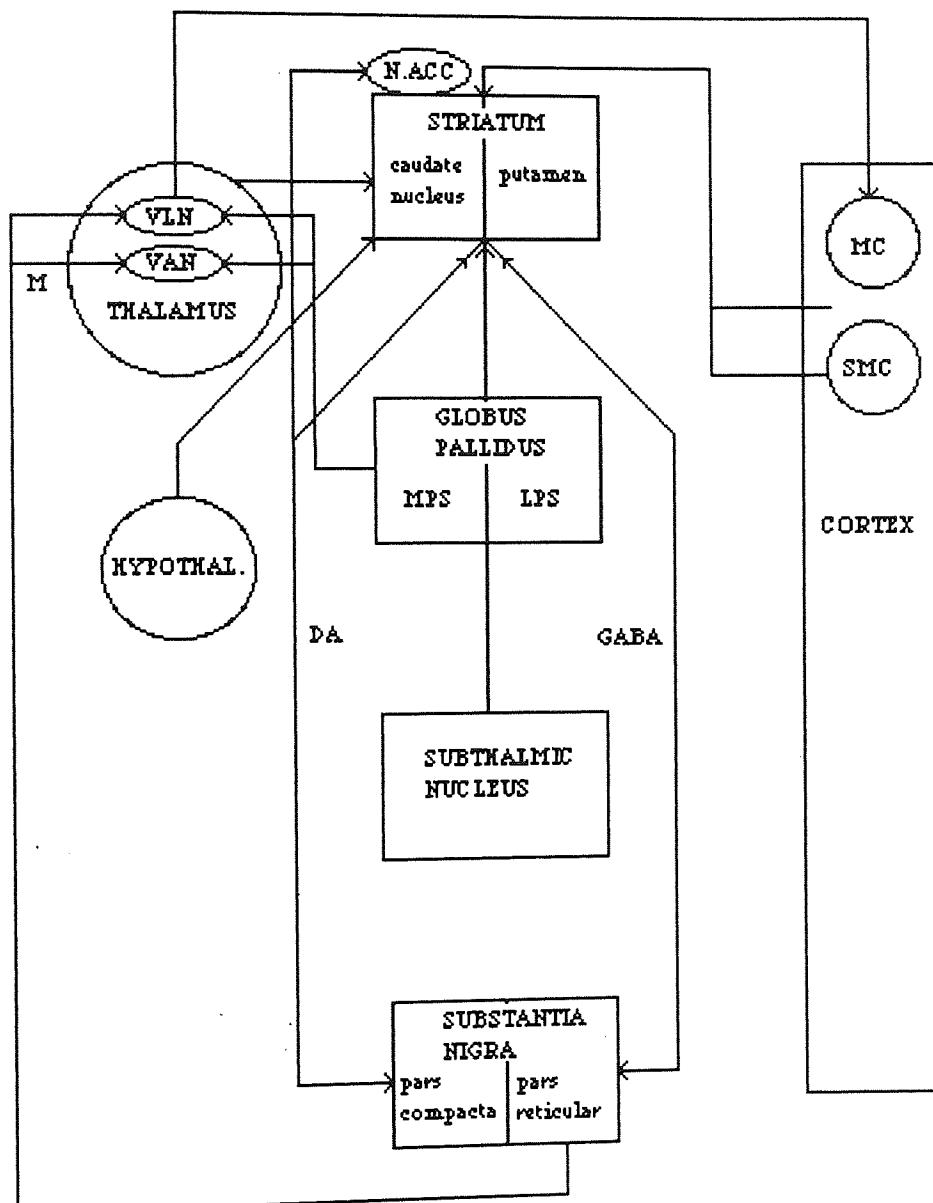 N.ACC
STRIATUM
caudate
nucleus
putamen
VLN
VAN
THALAMUS
M
MC
SMC
CORTEX
GLOBUS
PALLIDUS
MPS
LPS
HYPOTHAL.
DA
GABA
SUBTHALMIC
NUCLEUS
SUBSTANTIA
NIGRA
pars
compacta
pars
reticular